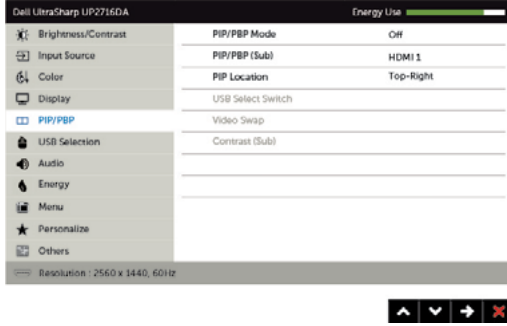 Dell UltraSharp UP2716DA Energy Use
Brightness/Contrast PIP/PBP Mode Off
Input Source PIP/PBP (Sub) HDMI 1
Color PIP Location Top-Right
Display USB Select Switch
PIP/PBP Video Swap
USB Selection Contrast (Sub)
Audio
Energy
Menu
Personalize
Others
Resolution : 2560 x 1440, 60Hz